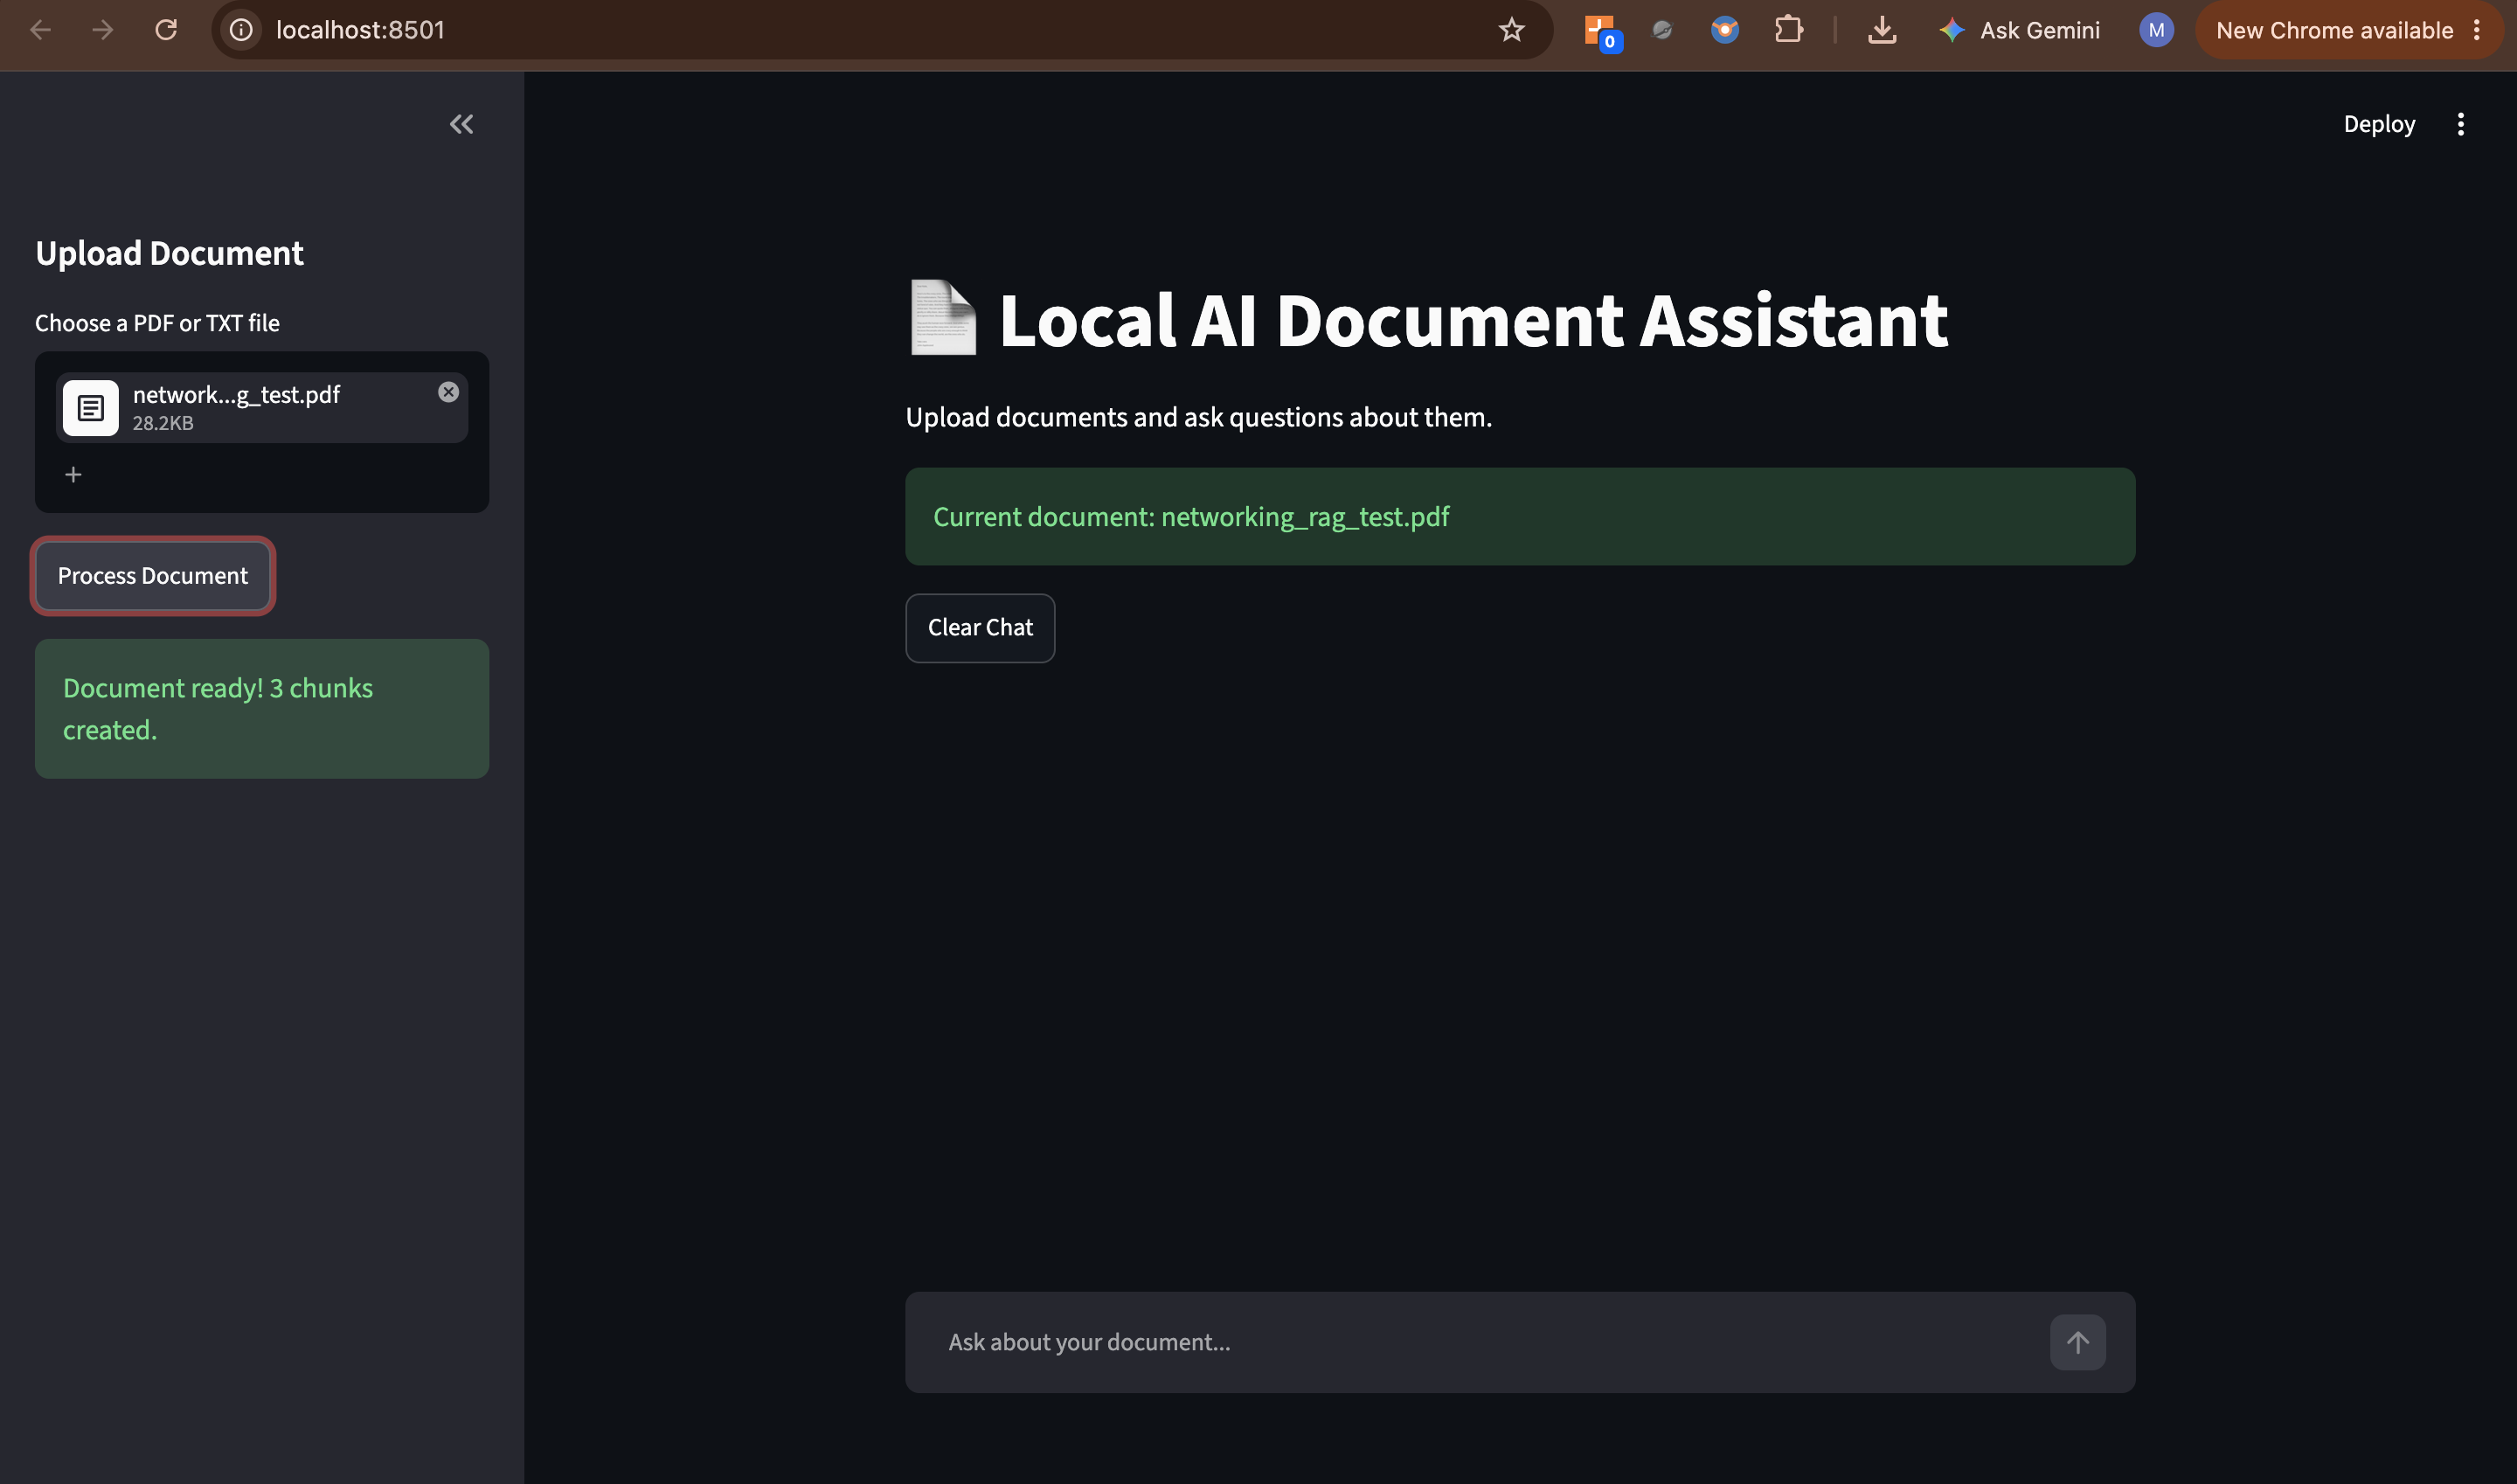 localhost:8501
0
Ask Gemini
M
New Chrome available
Deploy
Upload Document
Choose a PDF or TXT file
network...g_test.pdf
28.2KB
Process Document
Document ready! 3 chunks
created.
Local AI Document Assistant
Upload documents and ask questions about them.
Current document: networking_rag_test.pdf
Clear Chat
Ask about your document...